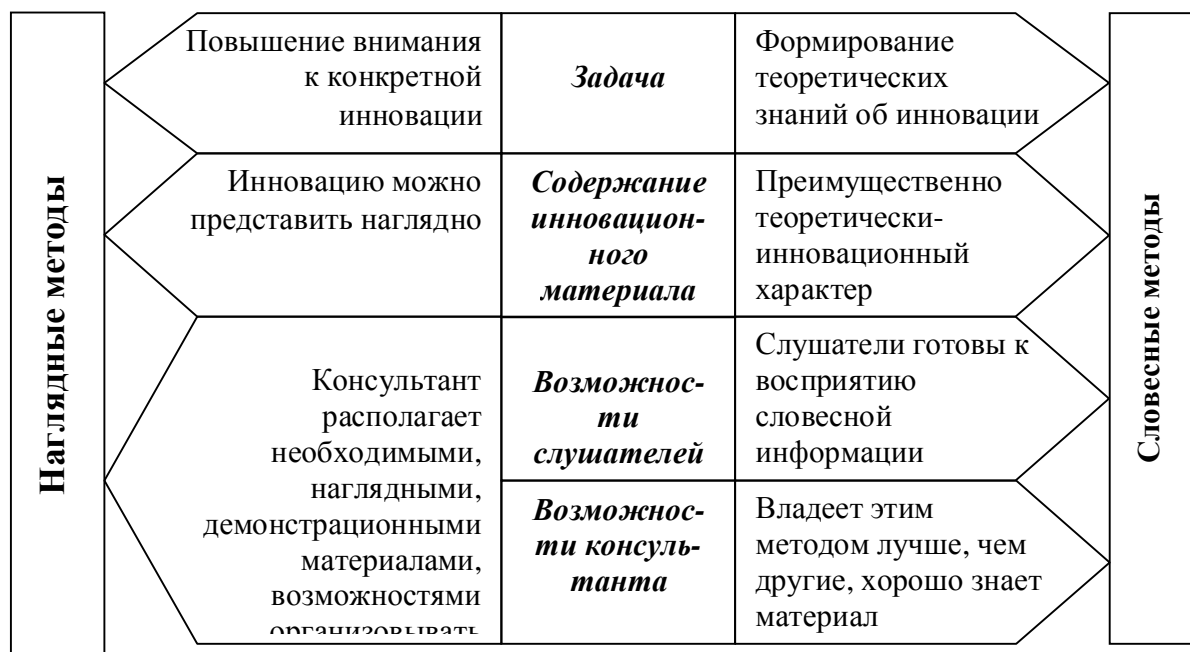 Наглядные методы
Повышение внимания
к конкретной
инновации
Задача
Формирование
теоретических
знаний об инновации
Инновацию можно
представить наглядно
Содержание
инновацион-
ного
материала
Преимущественно
теоретически-
инновационный
характер
Консультант
располагает
необходимыми,
наглядными,
демонстрационными
материалами,
возможностями
организовывать
Возможнос-
ти
слушателей
Слушатели готовы к
восприятию
словесной
информации
Возможнос-
ти консуль-
танта
Владеет этим
методом лучше, чем
другие, хорошо знает
материал
Словесные методы